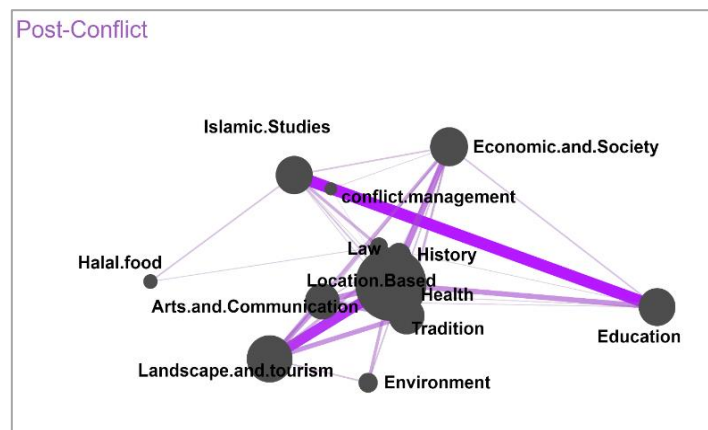 Post-Conflict
Islamic.Studies
Economic.and.Society
conflict.management
Law
History
Halal.food
Location.Based
Health
Arts.and.Communication
Tradition
Education
Landscape.and.tourism
Environment